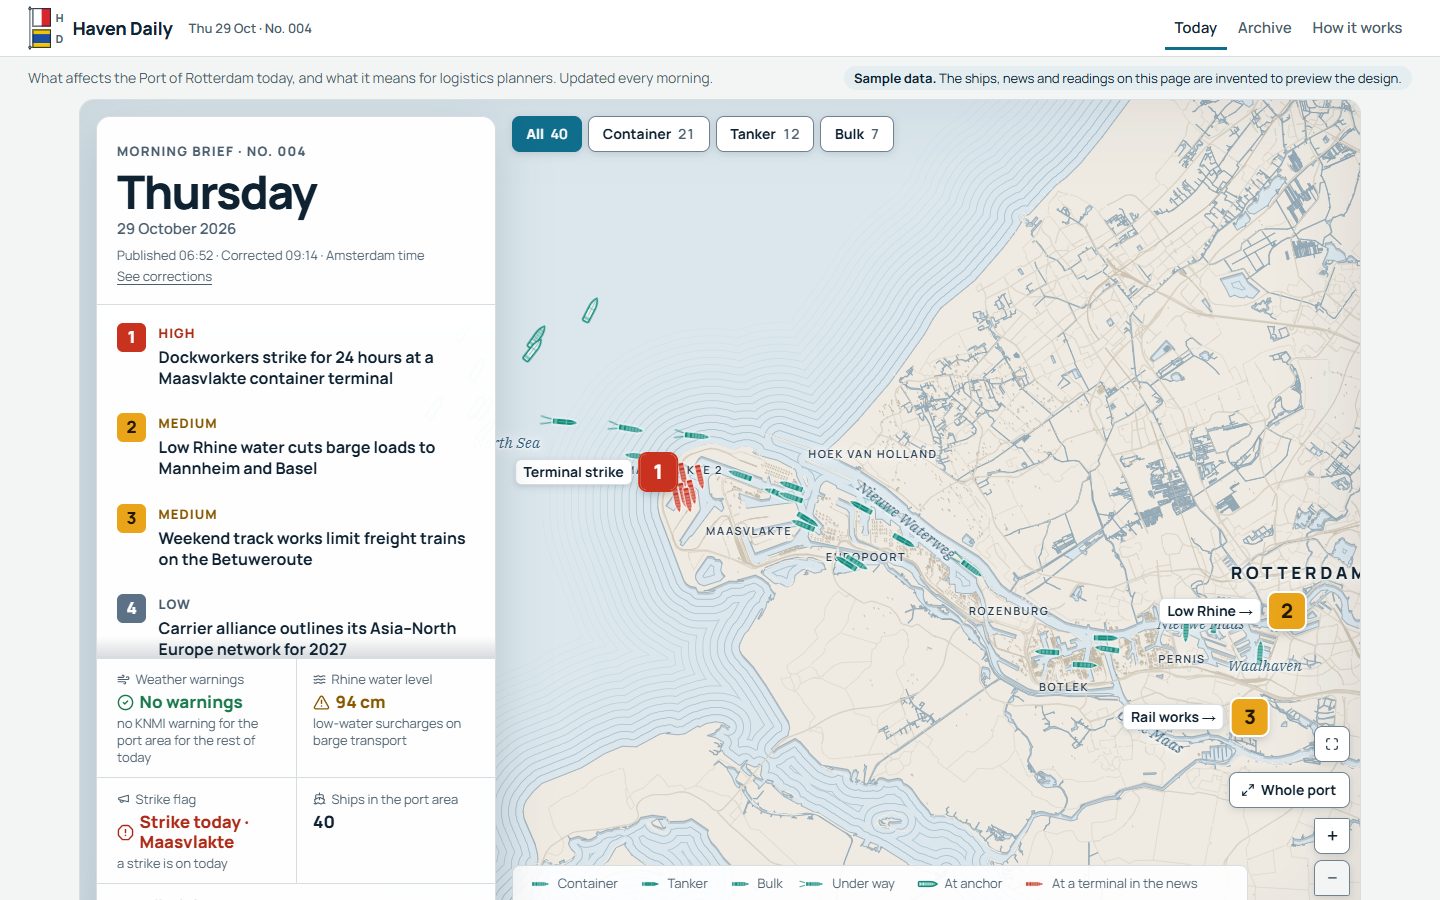 H
D
Haven Daily
Thu 29 Oct · No. 004
Today
Archive
How it works
What affects the Port of Rotterdam today, and what it means for logistics planners. Updated every morning.
Sample data. The ships, news and readings on this page are invented to preview the design.
MORNING BRIEF · NO. 004
Thursday
29 October 2026
Published 06:52 · Corrected 09:14 · Amsterdam time
See corrections
1 HIGH
Dockworkers strike for 24 hours at a
Maasvlakte container terminal
2 MEDIUM
Low Rhine water cuts barge loads to
Mannheim and Basel
3 MEDIUM
Weekend track works limit freight trains
on the Betuweroute
4 LOW
Carrier alliance outlines its Asia–North
Europe network for 2027
Weather warnings
No warnings
no KNMI warning for the
port area for the rest of
today
Rhine water level
94 cm
low-water surcharges on
barge transport
Strike flag
Strike today ·
Maasvlakte
a strike is on today
Ships in the port area
40
All 40
Container 21
Tanker 12
Bulk 7
rth Sea
Terminal strike
1
2
HOEK VAN HOLLAND
Nieuwe Waterweg
MAASVLAKTE
EUROPOORT
ROTTERDAM
ROZENBURG
Low Rhine →
2
Nieuwe Maas
PERNIS
Waalhaven
BOTLEK
Rail works →
3
Maas
Whole port
+
−
Container
Tanker
Bulk
Under way
At anchor
At a terminal in the news